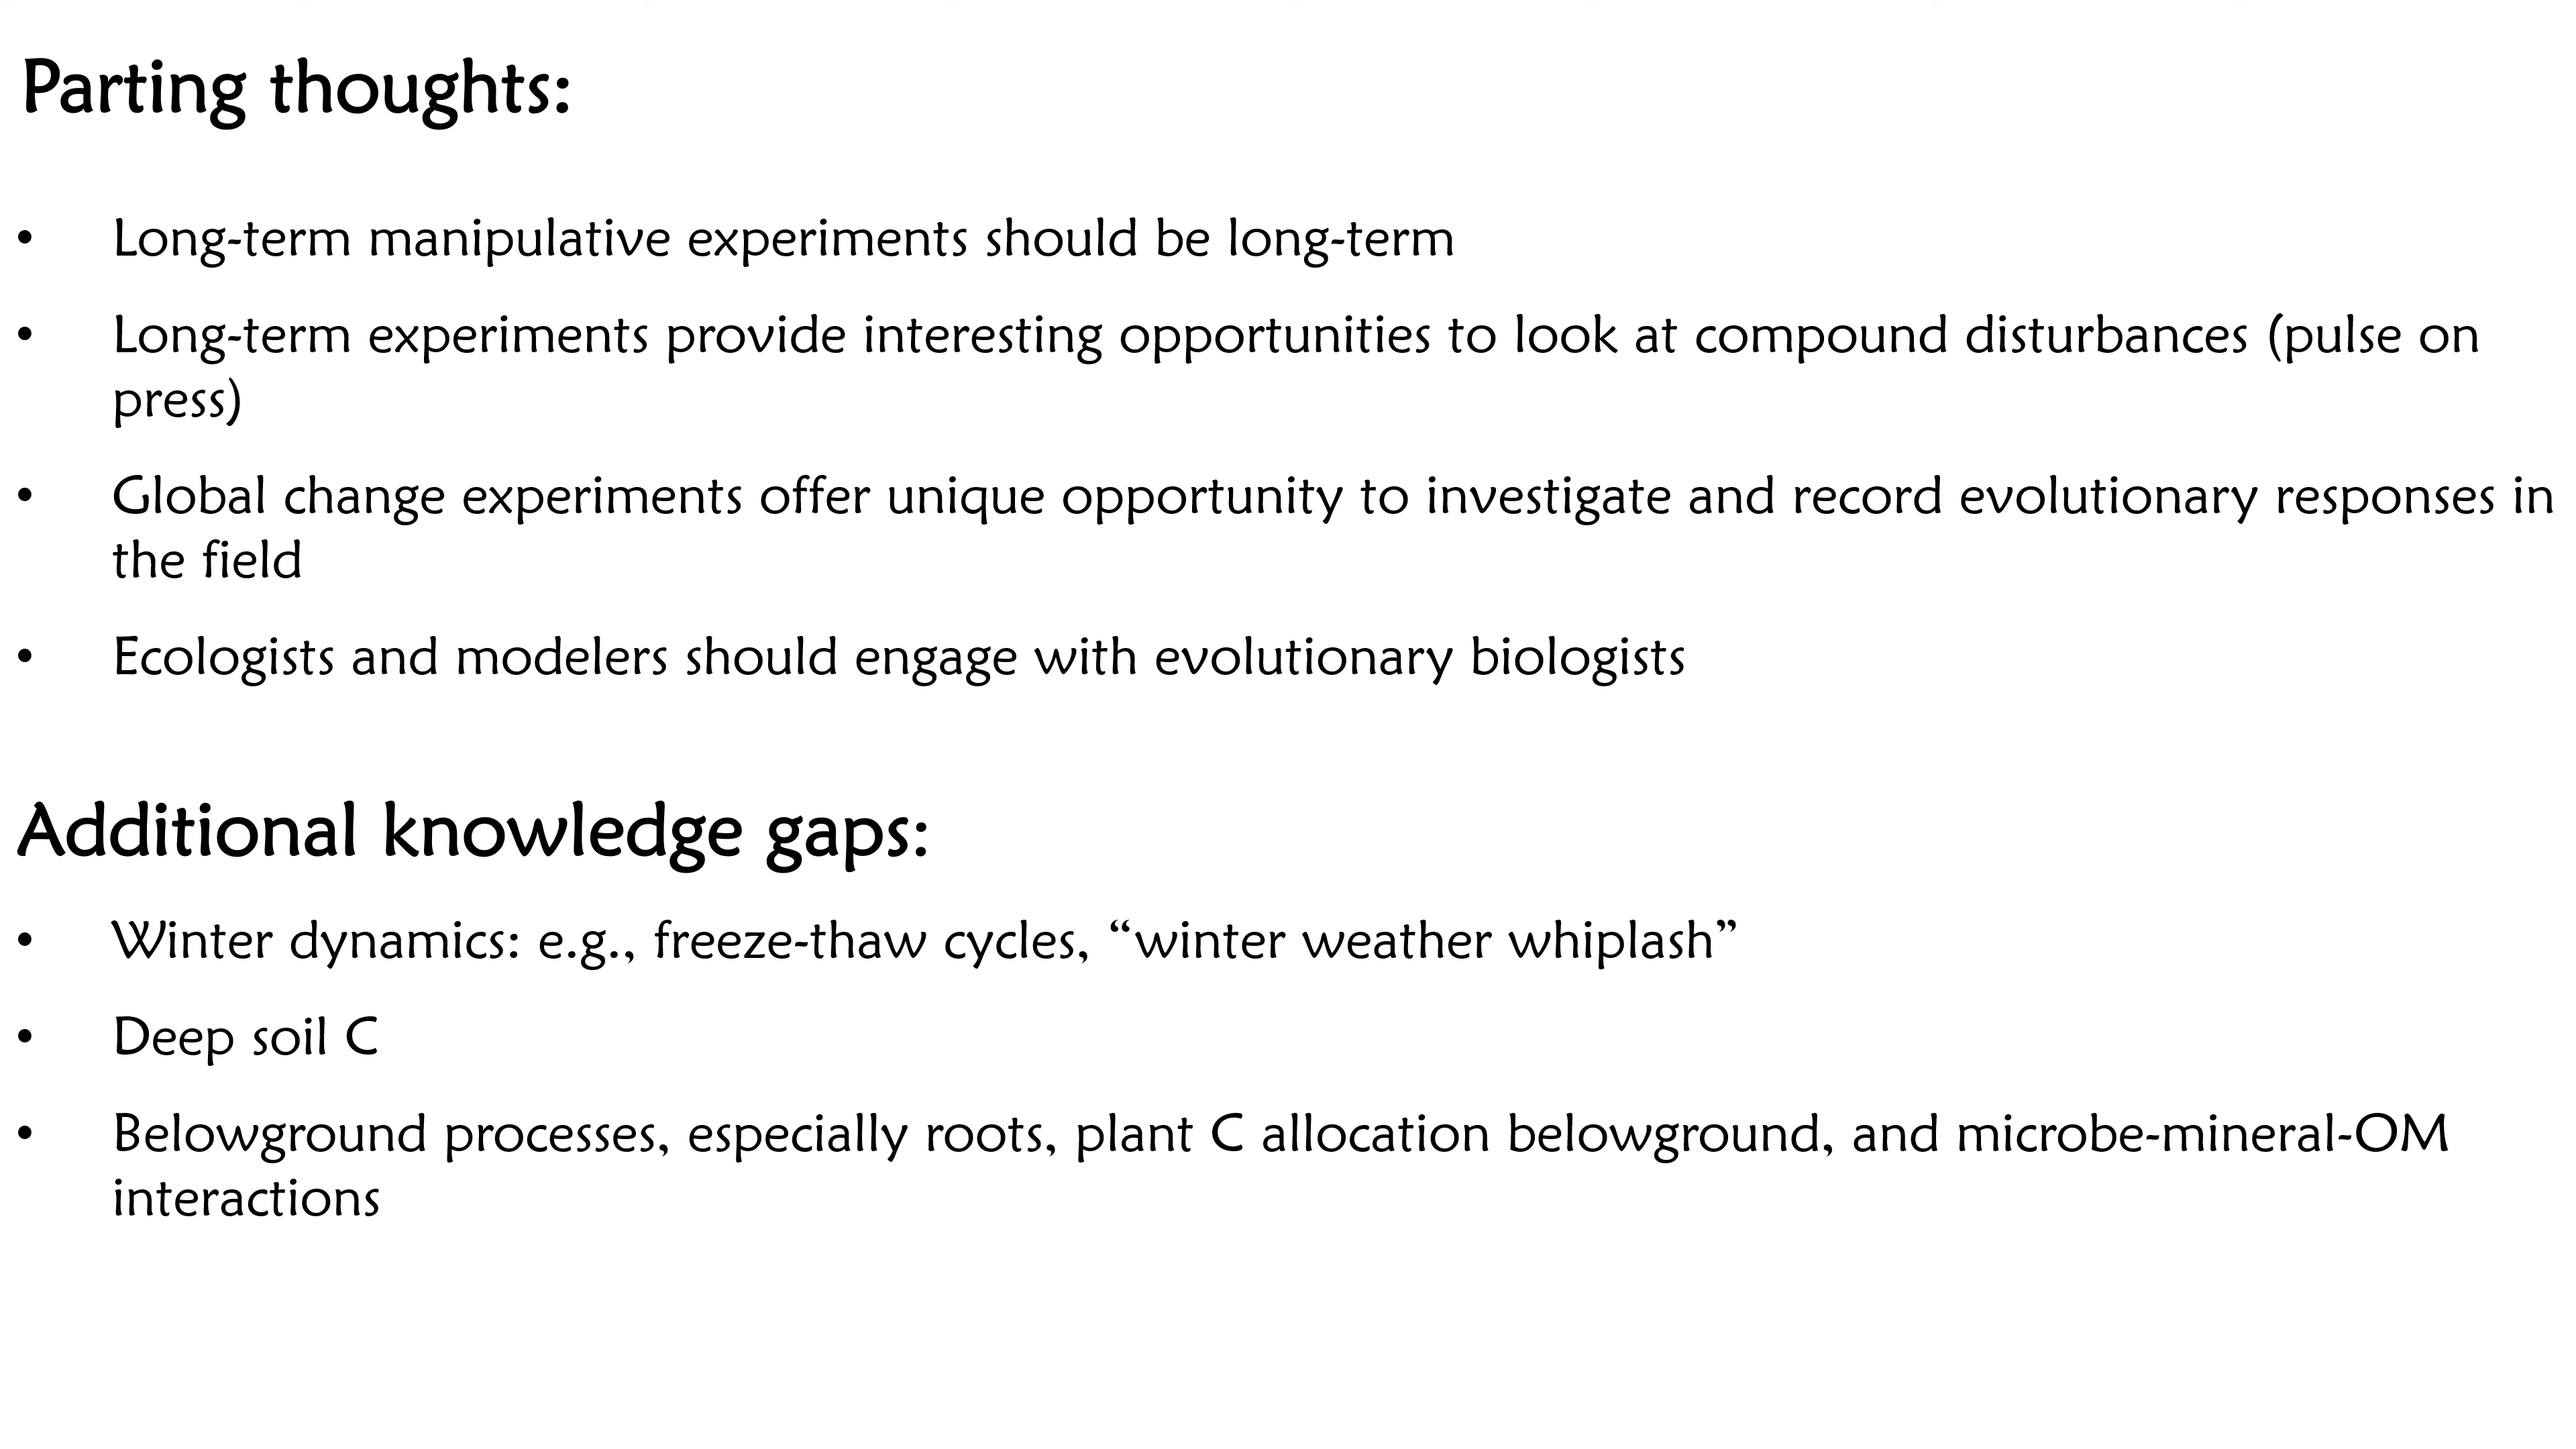 Parting thoughts:
• Long-term manipulative experiments should be long-term
• Long-term experiments provide interesting opportunities to look at compound disturbances (pulse on
press)
• Global change experiments offer unique opportunity to investigate and record evolutionary responses in
the field
• Ecologists and modelers should engage with evolutionary biologists
Additional knowledge gaps:
• Winter dynamics: e.g., freeze-thaw cycles, “winter weather whiplash”
• Deep soil C
• Belowground processes, especially roots, plant C allocation belowground, and microbe-mineral-OM
interactions